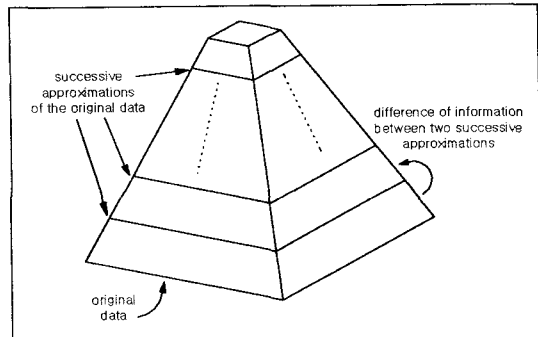 successive
approximations
of the original data
difference of information
between two successive
approximations
original
data